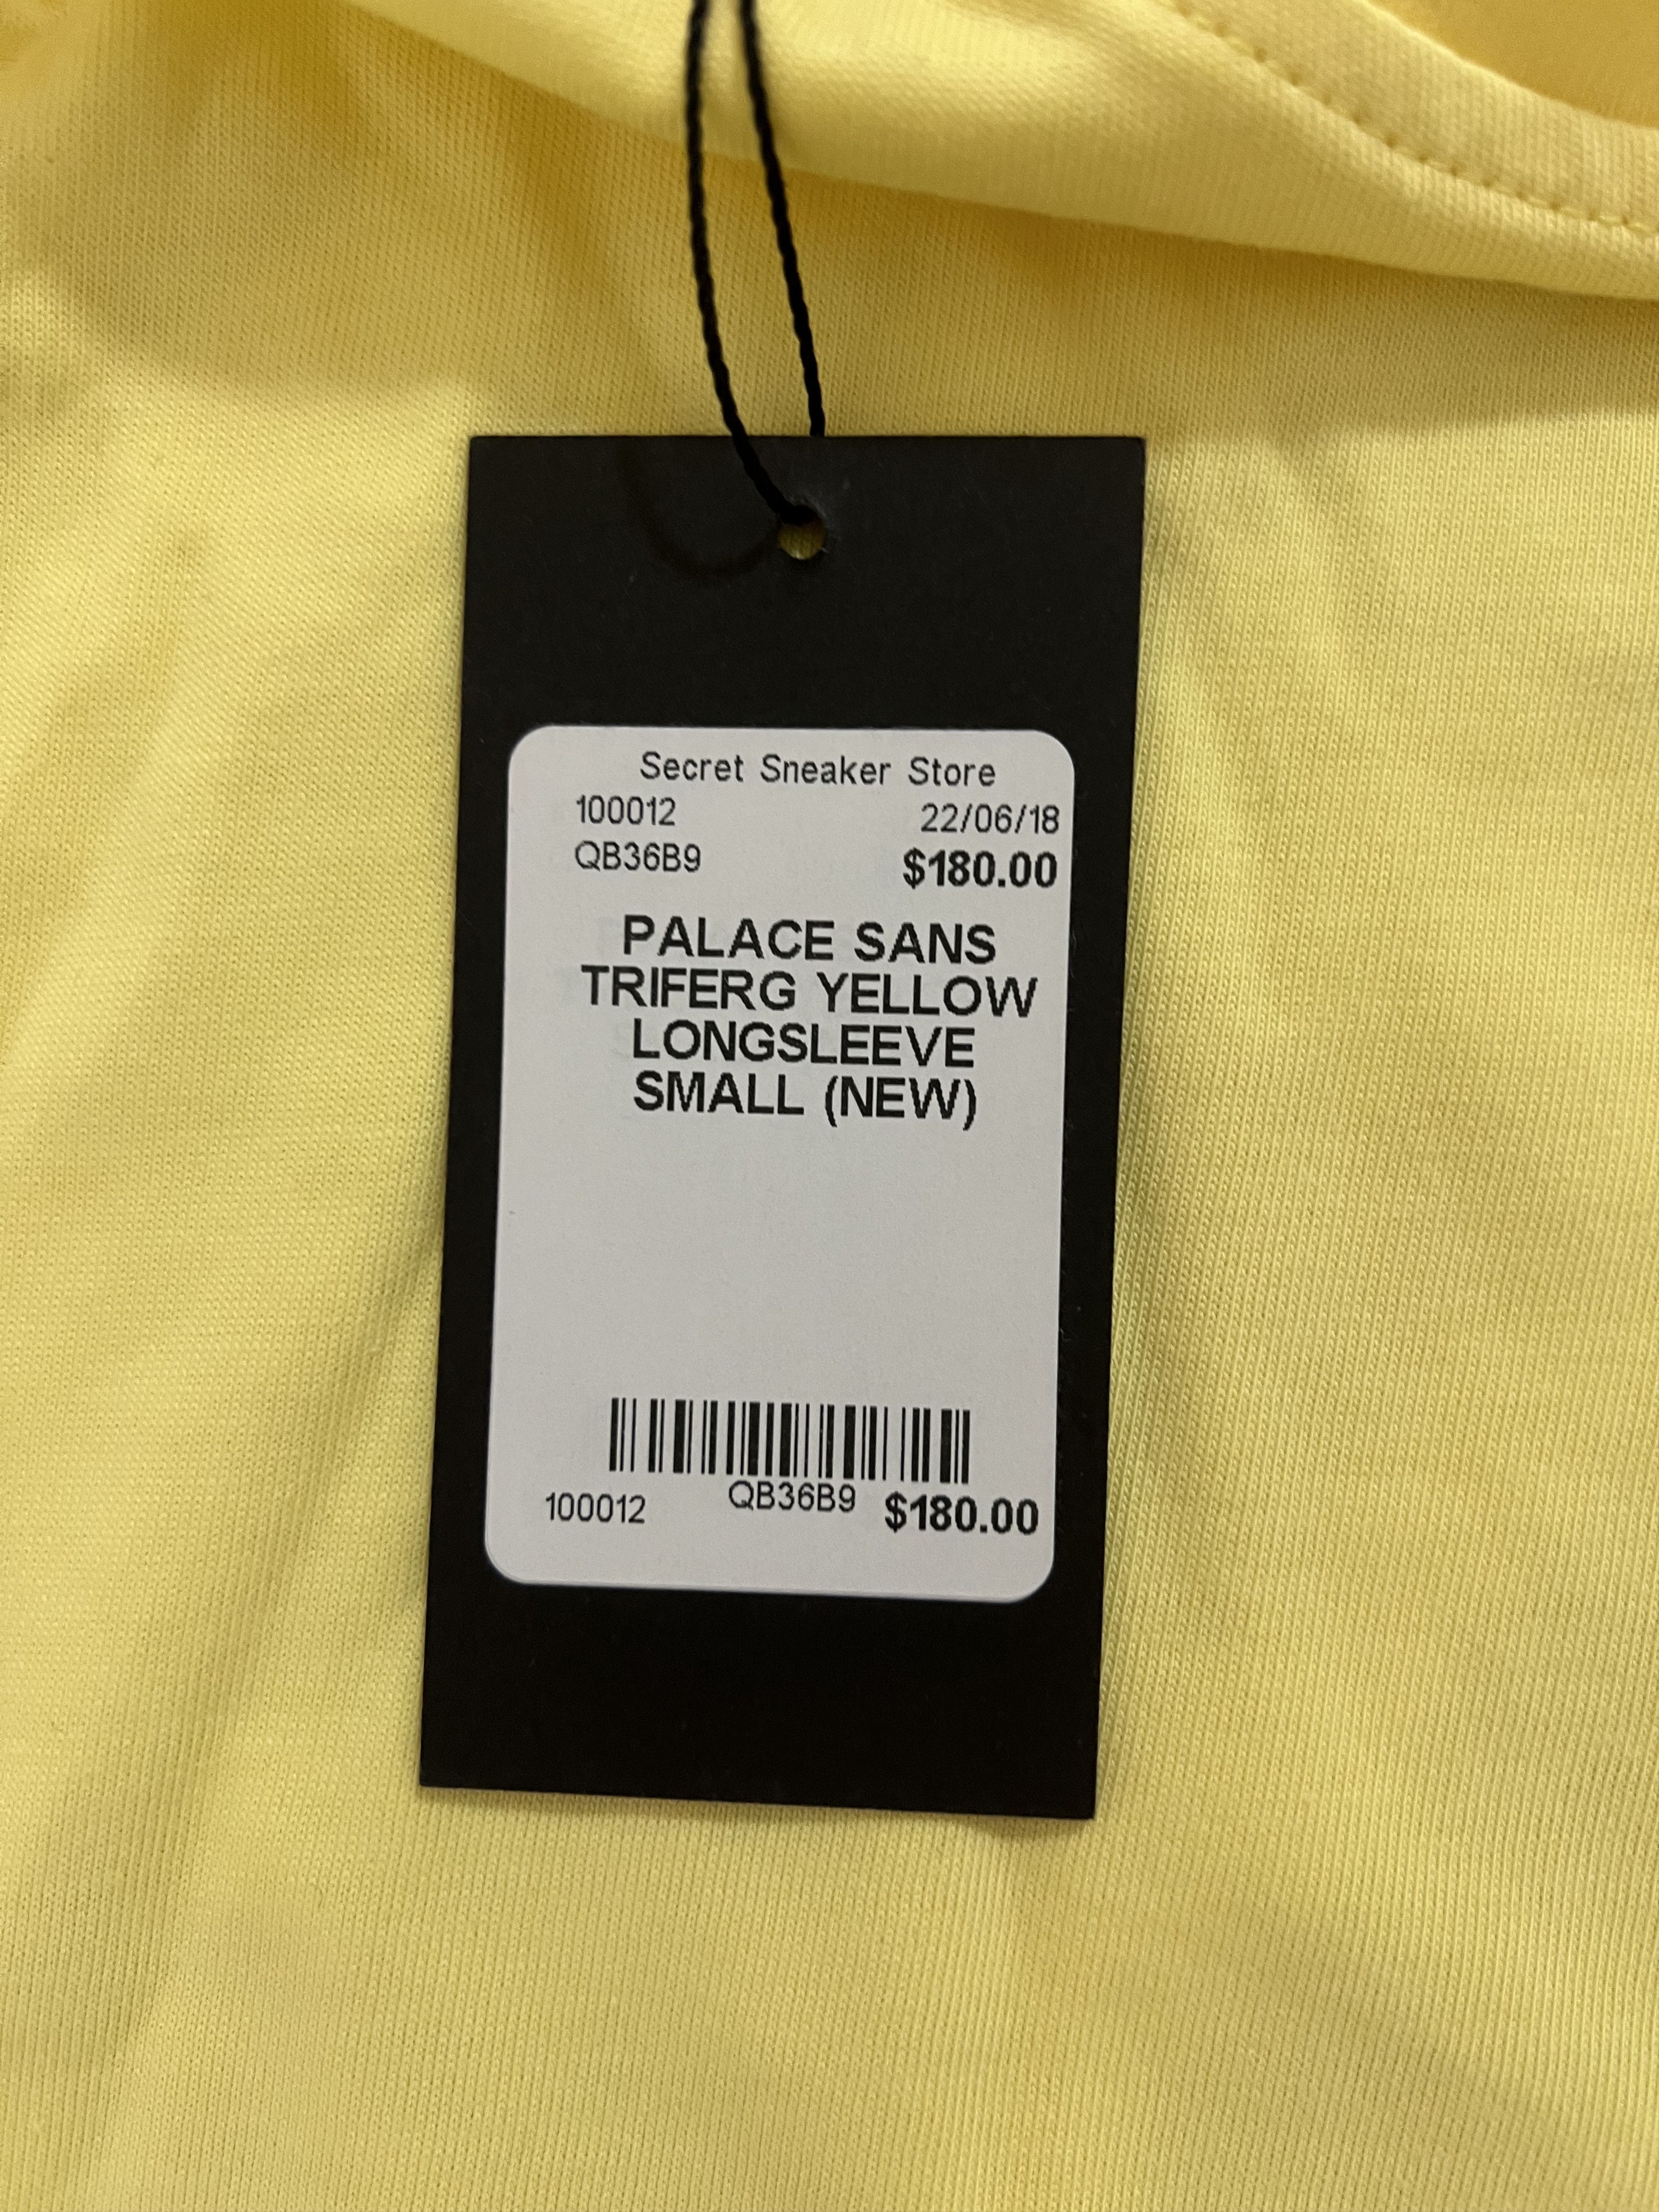 Secret Sneaker Store
100012 22/06/18
QB36B9 $180.00
PALACE SANS
TRIFERG YELLOW
LONGSLEEVE
SMALL (NEW)
100012 QB36B9 $180.00